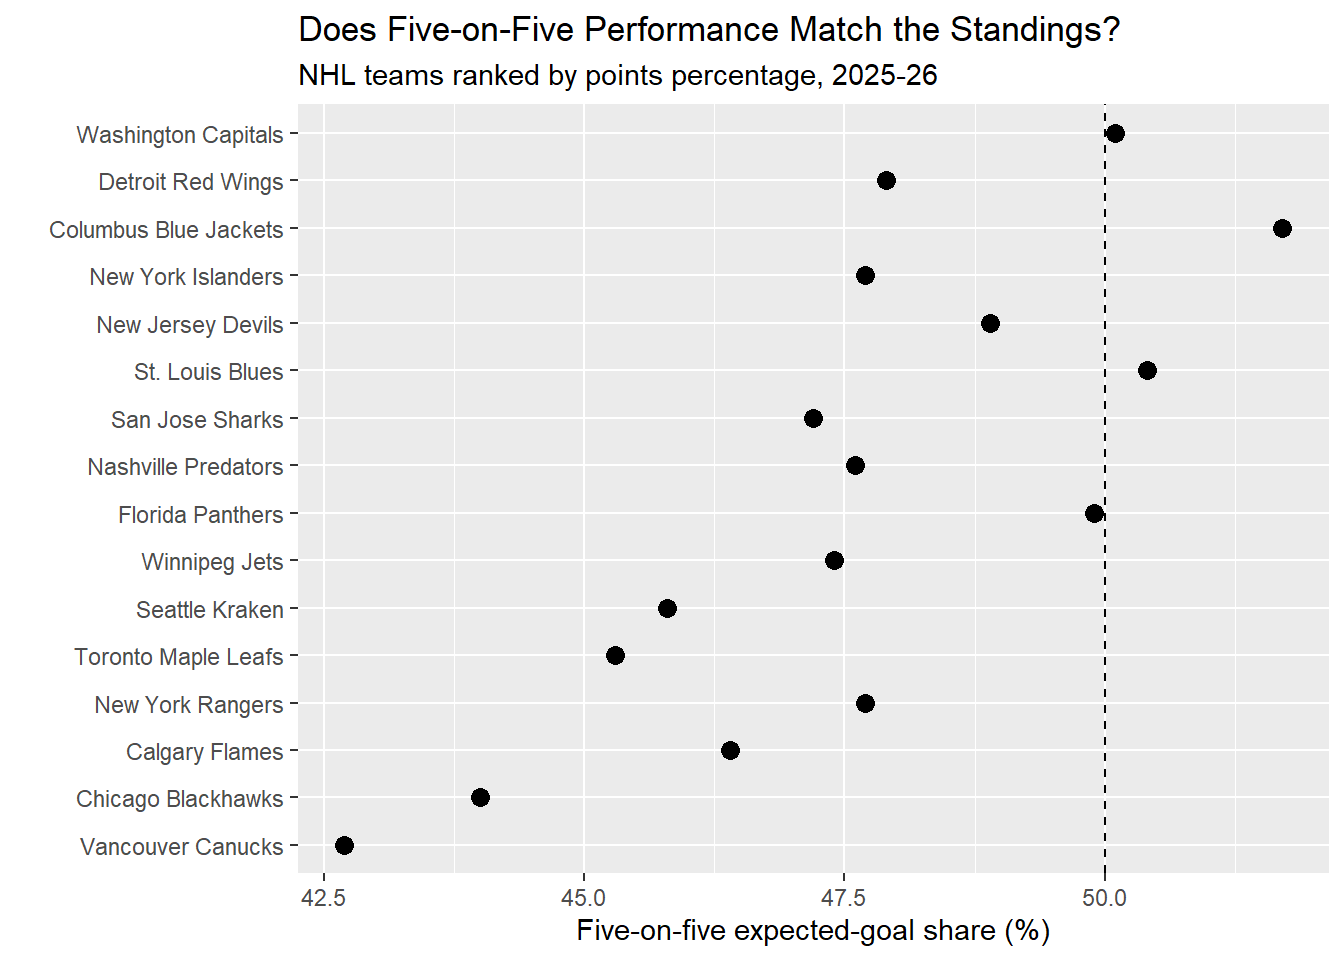 Does Five-on-Five Performance Match the Standings?
NHL teams ranked by points percentage, 2025-26
Washington Capitals
Detroit Red Wings
Columbus Blue Jackets
New York Islanders
New Jersey Devils
St. Louis Blues
San Jose Sharks
Nashville Predators
Florida Panthers
Winnipeg Jets
Seattle Kraken
Toronto Maple Leafs
New York Rangers
Calgary Flames
Chicago Blackhawks
Vancouver Canucks
42.5 45.0 47.5 50.0
Five-on-five expected-goal share (%)